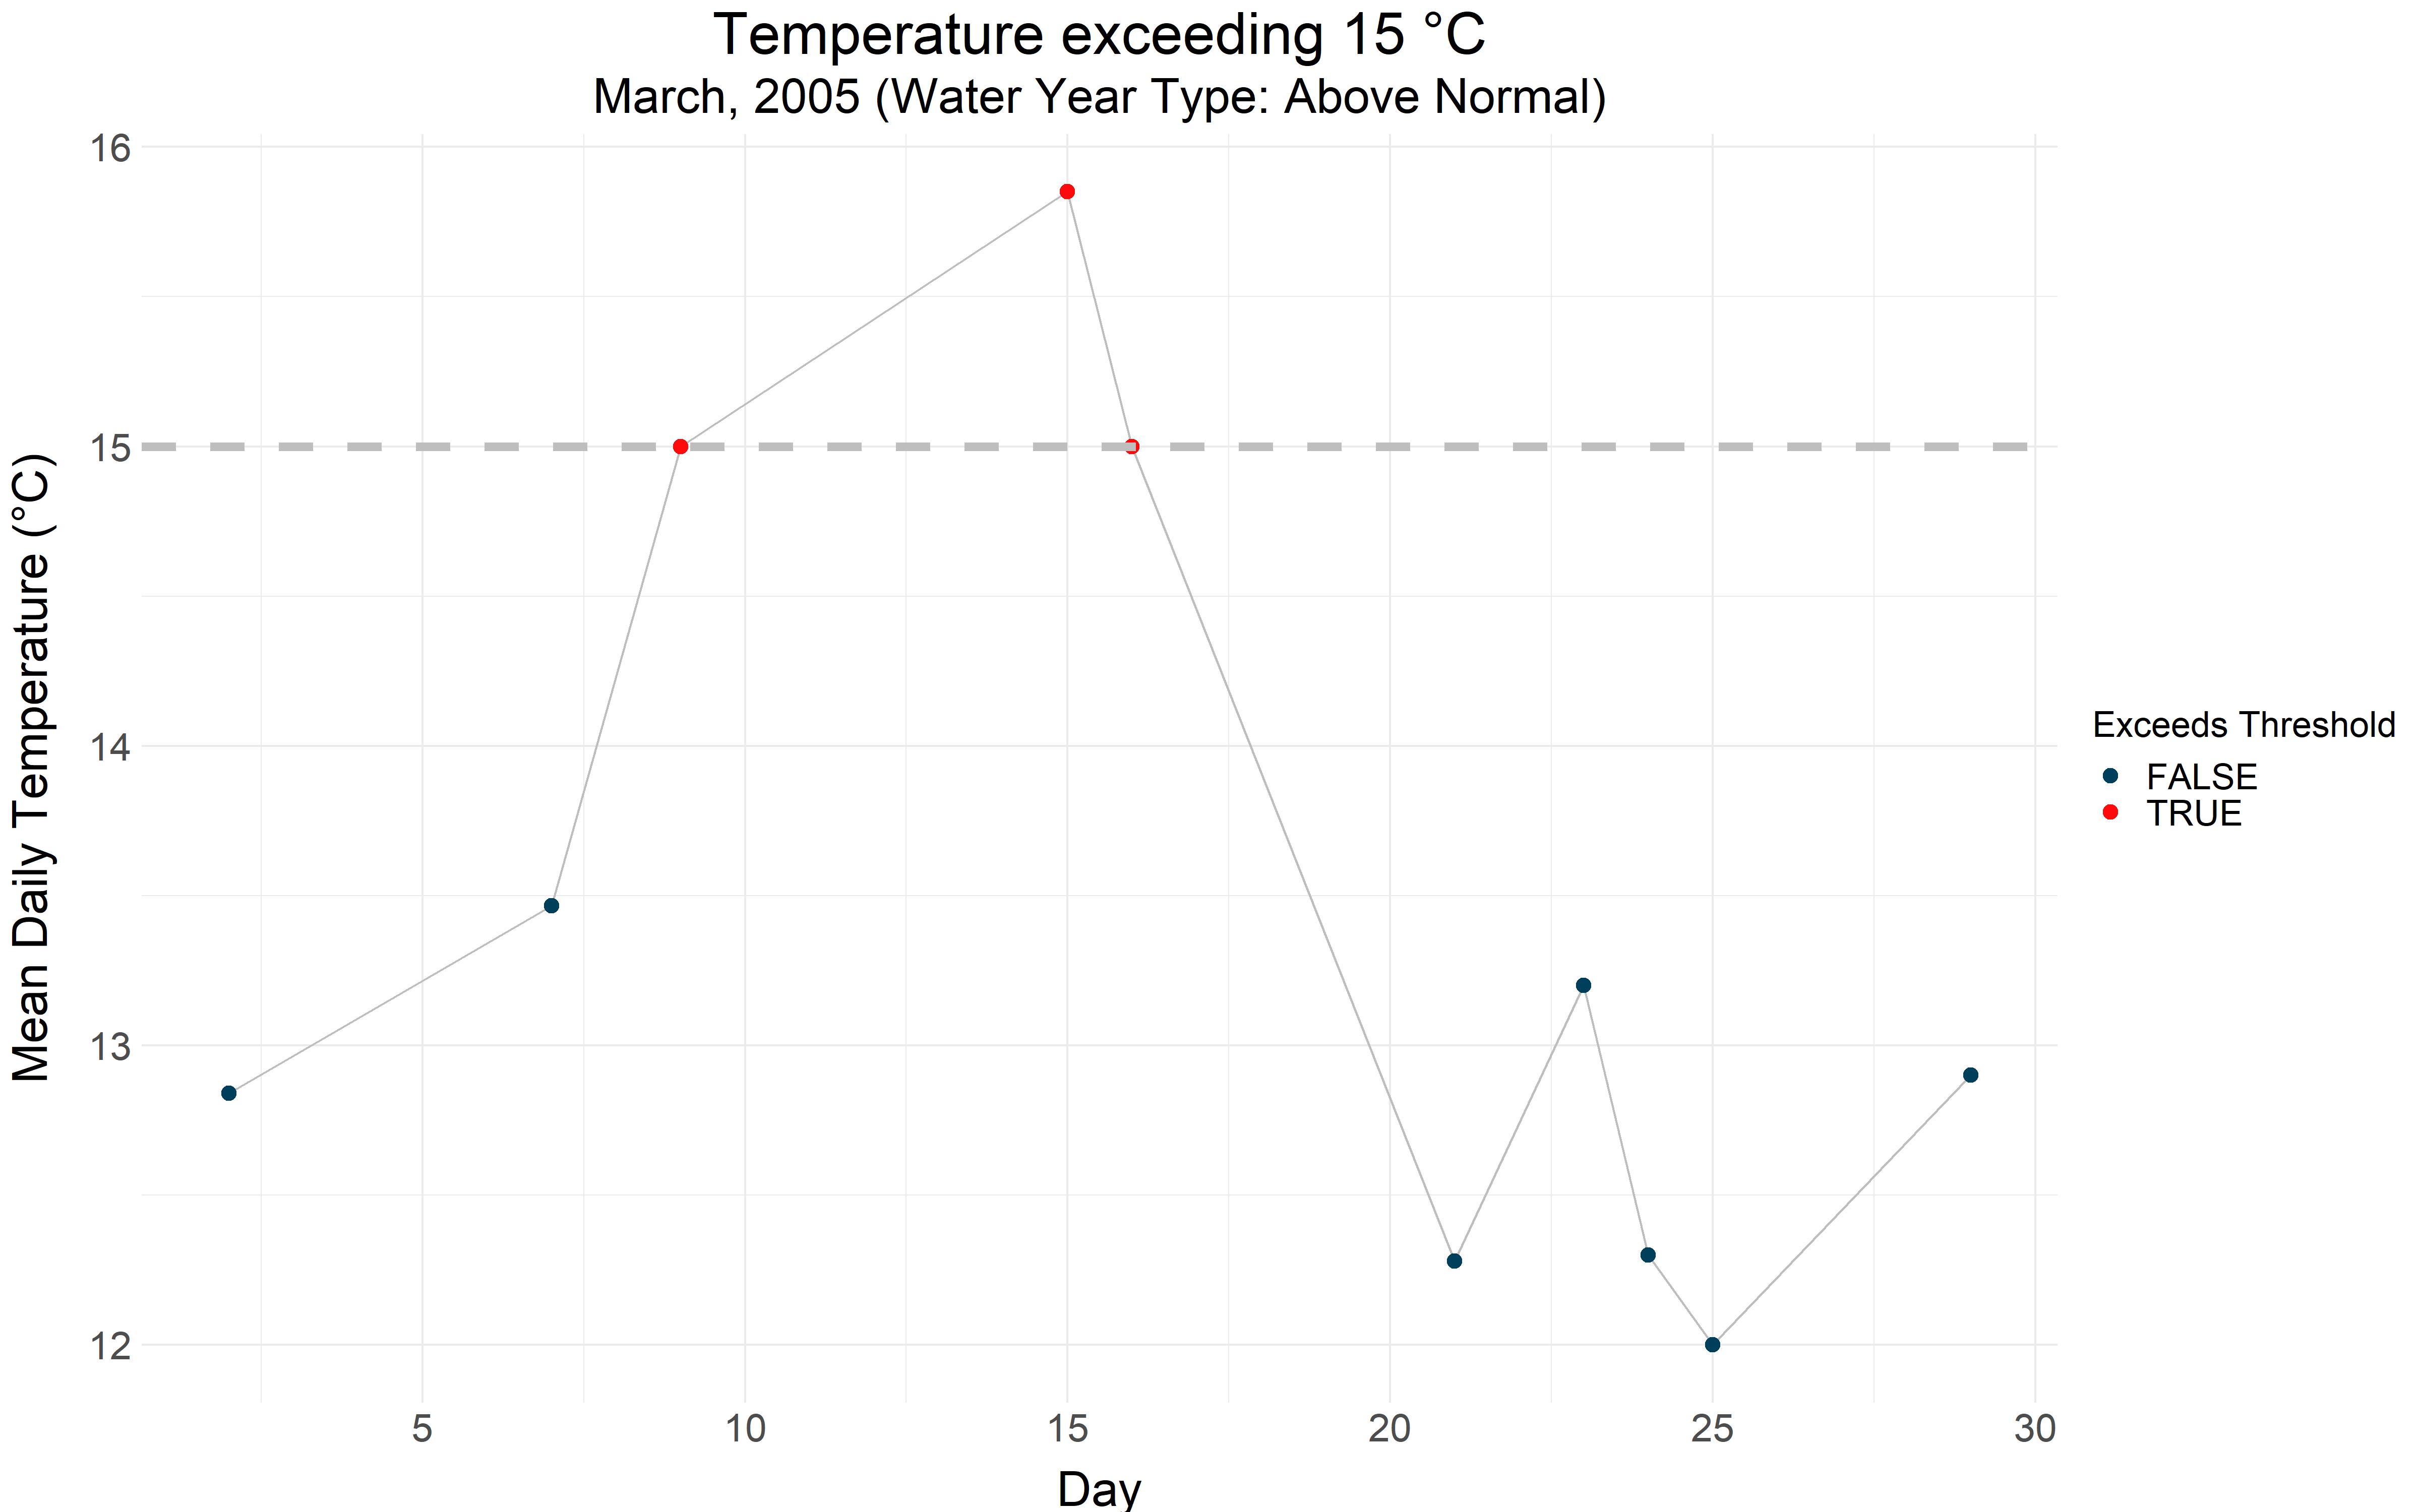 Temperature exceeding 15 °C
March, 2005 (Water Year Type: Above Normal)
Mean Daily Temperature (°C)
16
15
14
13
12
5 10 15 20 25 30
Day
Exceeds Threshold
FALSE
TRUE